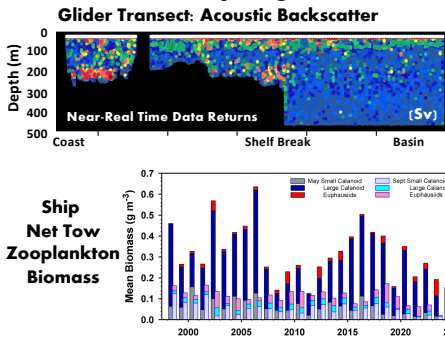 Glider Transect: Acoustic Backscatter
Depth (m)
0
100
200
300
400
500
Near-Real Time Data Returns
(Sv)
Coast
Shelf Break
Basin
Ship
Net Tow
Zooplankton
Biomass
Mean Biomass (g m-3)
0.7
0.6
0.5
0.4
0.3
0.2
0.1
0.0
May Small Calanoid
Large Calanoid
Euphausiids
Sept Small Calanoid
Large Calanoid
Euphausiids
2000
2005
2010
2015
2020